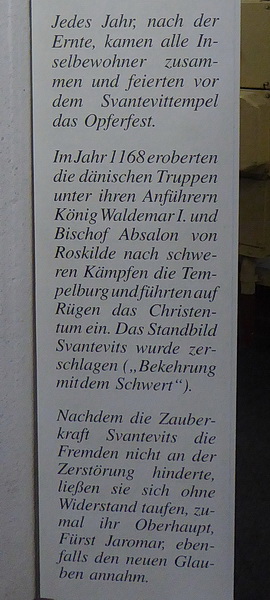 Jedes Jahr, nach der
Ernte, kamen alle In-
selbewohner zusam-
men und feierten vor
dem Svantevittempel
das Opferfest.
Im Jahr 1168 eroberten
die dänischen Truppen
unter ihren Anführern
König Waldemar I. und
Bischof Absalon von
Roskilde nach schwe-
ren Kämpfen die Tem-
pelburg und führten auf
Rügen das Christen-
tum ein. Das Standbild
Svantevits wurde zer-
schlagen („Bekehrung
mit dem Schwert“).
Nachdem die Zauber-
kraft Svantevits die
Fremden nicht an der
Zerstörung hinderte,
ließen sie sich ohne
Widerstand taufen, zu-
mal ihr Oberhaupt,
Fürst Jaromar, eben-
falls den neuen Glau-
ben annahm.